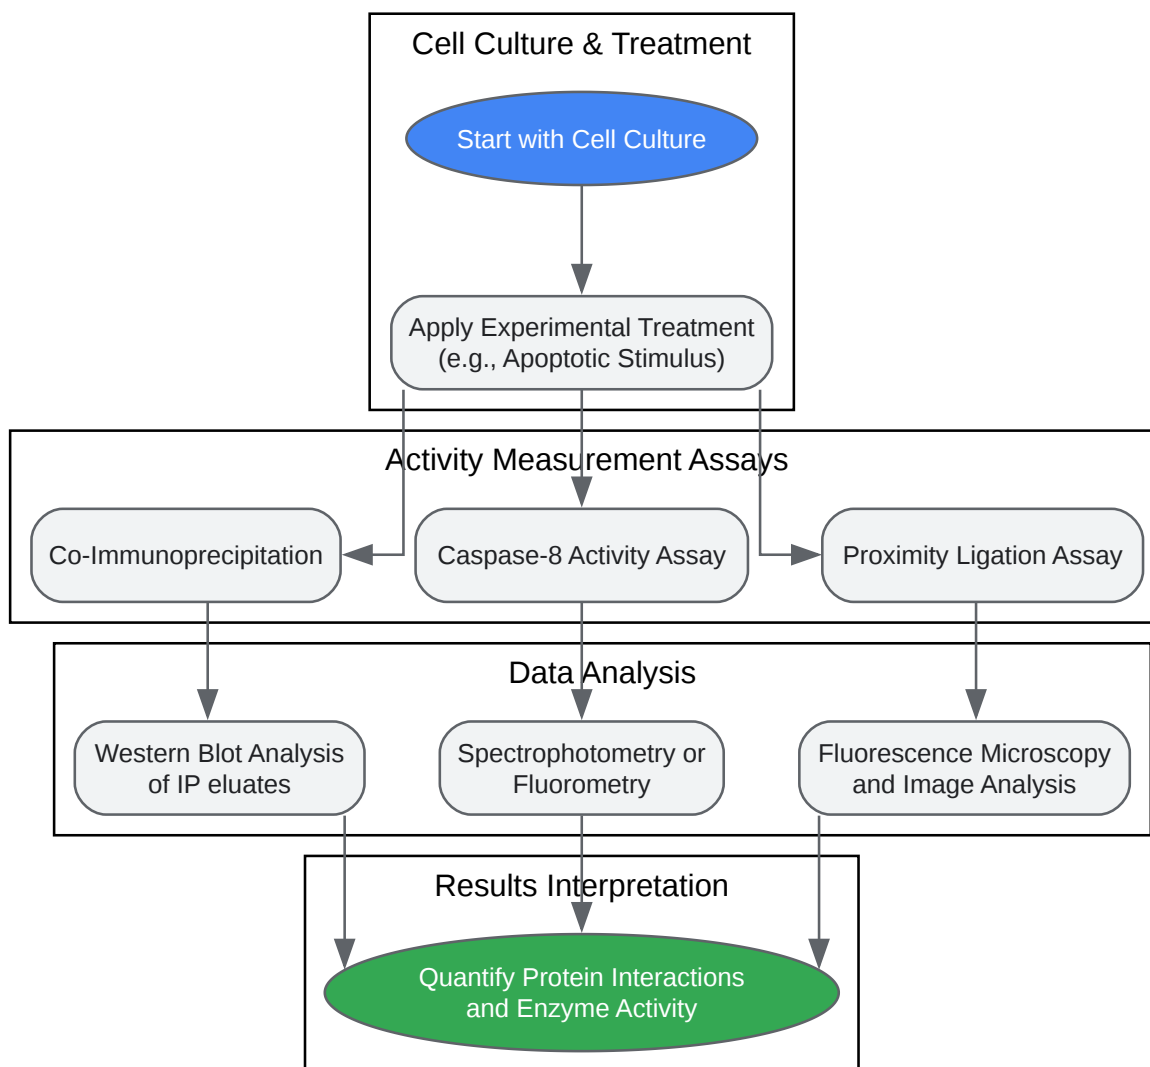 Cell Culture & Treatment
Start with Cell Culture
Apply Experimental Treatment
(e.g., Apoptotic Stimulus)
Activity Measurement Assays
Co-Immunoprecipitation
Caspase-8 Activity Assay
Proximity Ligation Assay
Data Analysis
Western Blot Analysis
of IP eluates
Spectrophotometry or
Fluorometry
Fluorescence Microscopy
and Image Analysis
Results Interpretation
Quantify Protein Interactions
and Enzyme Activity